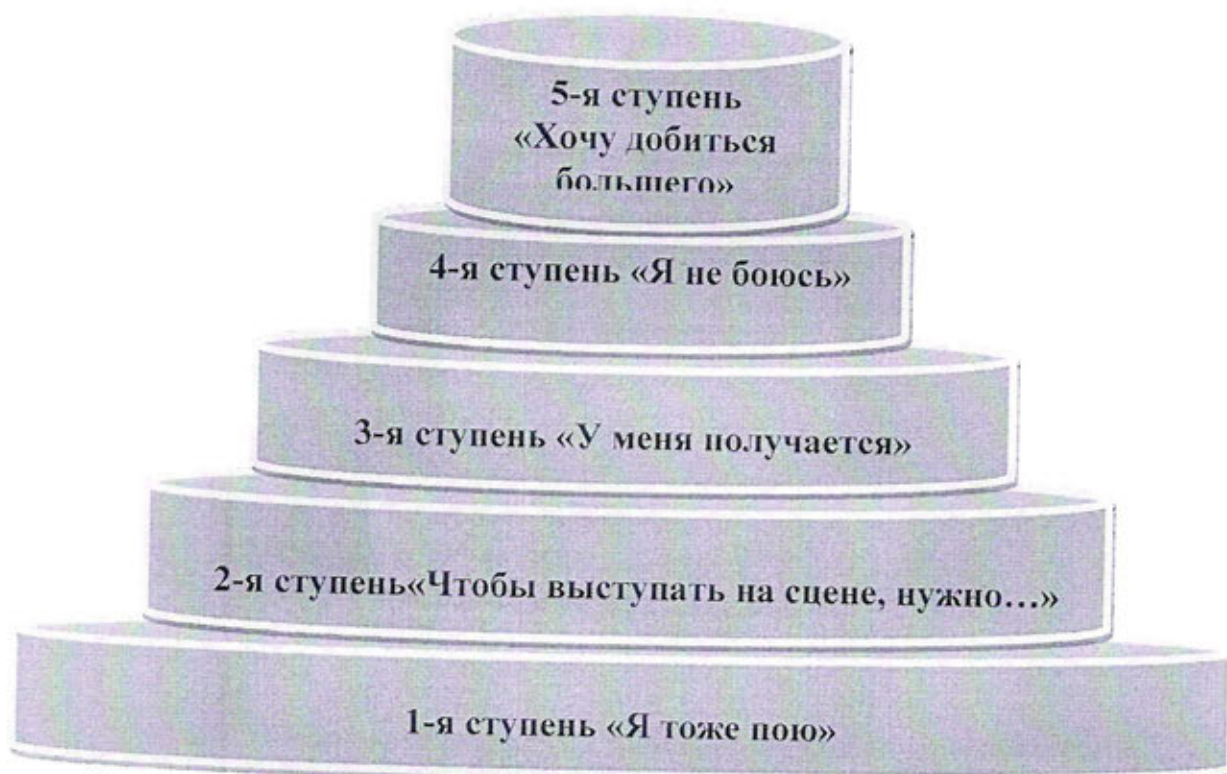 5-я ступень
«Хочу добиться
большего»
4-я ступень «Я не боюсь»
3-я ступень «У меня получается»
2-я ступень«Чтобы выступать на сцене, нужно…»
1-я ступень «Я тоже пою»